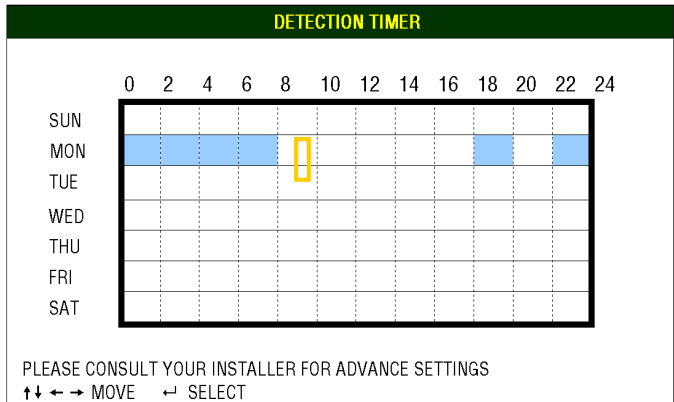 DETECTION TIMER
0 2 4 6 8 10 12 14 16 18 20 22 24
SUN
MON
TUE
WED
THU
FRI
SAT
PLEASE CONSULT YOUR INSTALLER FOR ADVANCE SETTINGS
↑↓ ← → MOVE ↵ SELECT